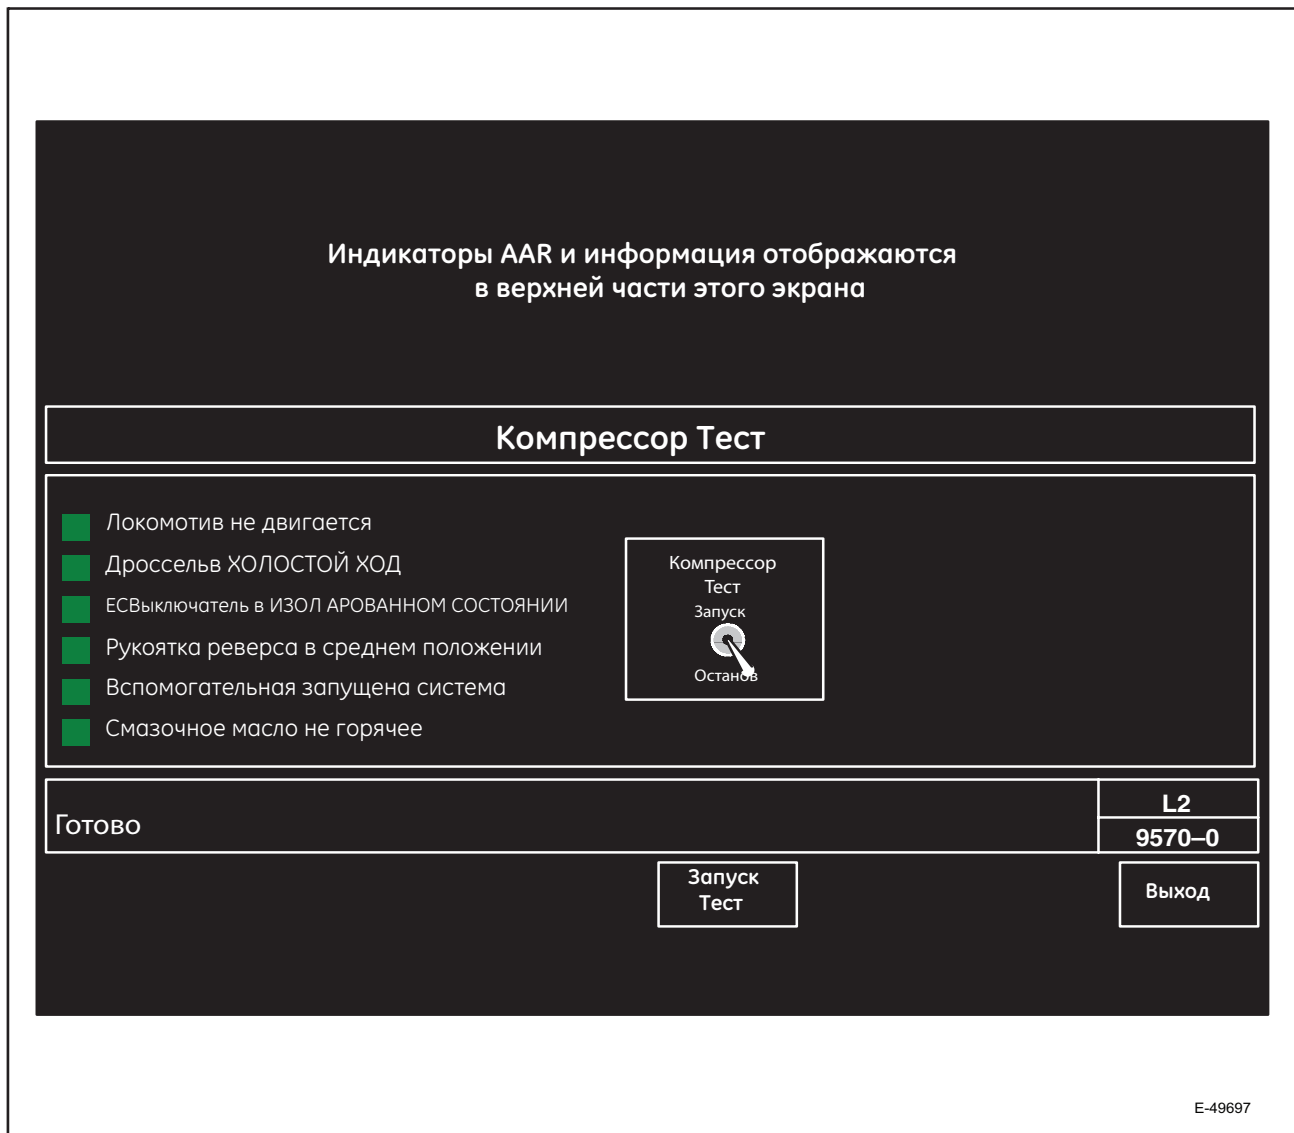 Индикаторы AAR и информация отображаются
в верхней части этого экрана
Компрессор Тест
Локомотив не двигается
Дроссельв ХОЛОСТОЙ ХОД
ECВыключатель в ИЗОЛ АРОВАННОМ СОСТОЯНИИ
Рукоятка реверса в среднем положении
Вспомогательная запущена система
Смазочное масло не горячее
Компрессор
Тест
Запуск
Останов
Готово
L2
9570–0
Запуск
Тест
Выход
E-49697